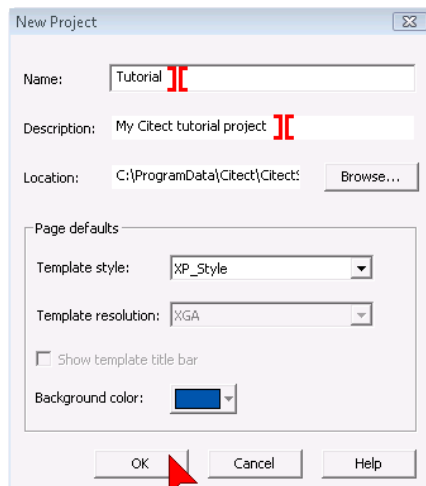 New Project
Name: Tutorial
Description: My Citect tutorial project
Location: C:\ProgramData\Citect\Citect Browse...
Page defaults
Template style: XP_Style
Template resolution: XGA
Show template title bar
Background color:
OK Cancel Help